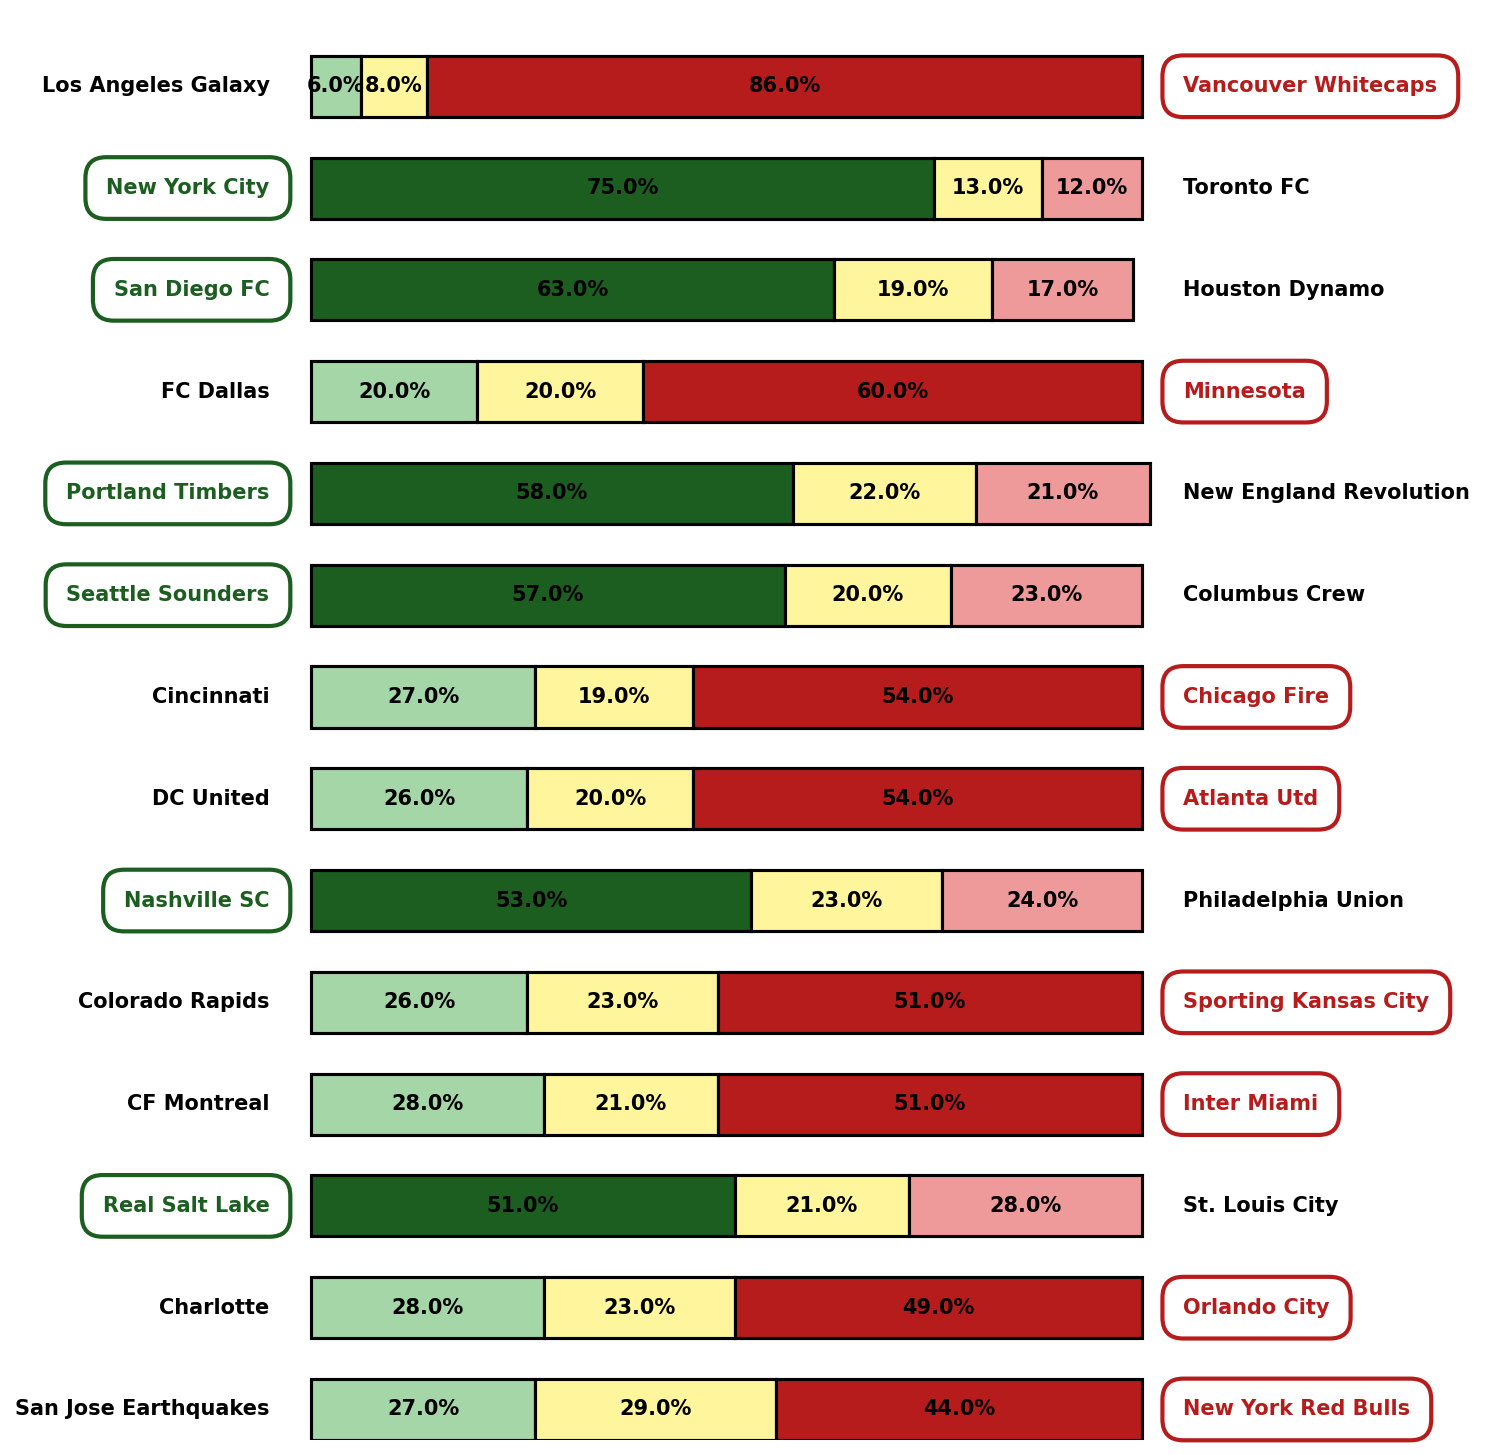 Los Angeles Galaxy 6.0% 8.0% 86.0% Vancouver Whitecaps
New York City 75.0% 13.0% 12.0% Toronto FC
San Diego FC 63.0% 19.0% 17.0% Houston Dynamo
FC Dallas 20.0% 20.0% 60.0% Minnesota
Portland Timbers 58.0% 22.0% 21.0% New England Revolution
Seattle Sounders 57.0% 20.0% 23.0% Columbus Crew
Cincinnati 27.0% 19.0% 54.0% Chicago Fire
DC United 26.0% 20.0% 54.0% Atlanta Utd
Nashville SC 53.0% 23.0% 24.0% Philadelphia Union
Colorado Rapids 26.0% 23.0% 51.0% Sporting Kansas City
CF Montreal 28.0% 21.0% 51.0% Inter Miami
Real Salt Lake 51.0% 21.0% 28.0% St. Louis City
Charlotte 28.0% 23.0% 49.0% Orlando City
San Jose Earthquakes 27.0% 29.0% 44.0% New York Red Bulls